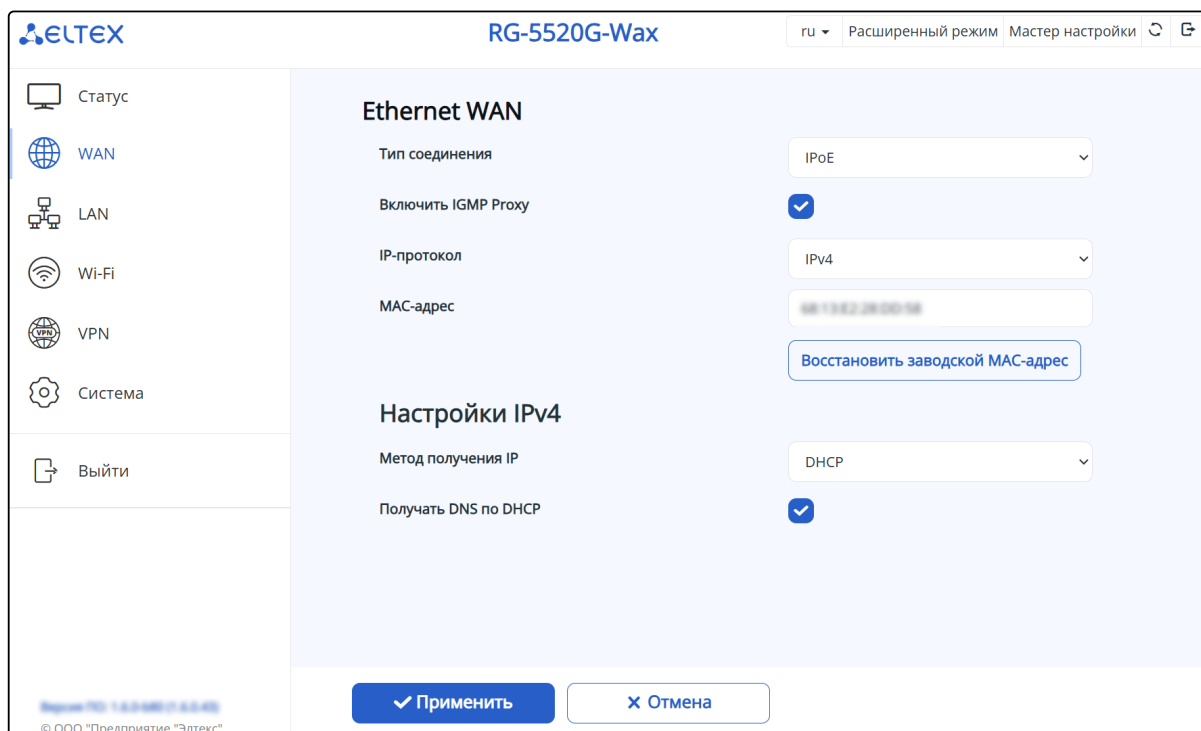 ELTEX
RG-5520G-Wax
ru
Расширенный режим
Мастер настройки
Статус
WAN
LAN
Wi-Fi
VPN
VPN
Система
Выйти
Ethernet WAN
Тип соединения
IPoE
Включить IGMP Proxy
IP-протокол
IPv4
MAC-адрес
Восстановить заводской MAC-адрес
Настройки IPv4
Метод получения IP
DHCP
Получать DNS по DHCP
Применить
Отмена
© ООО "Предприятие "Элтекс"